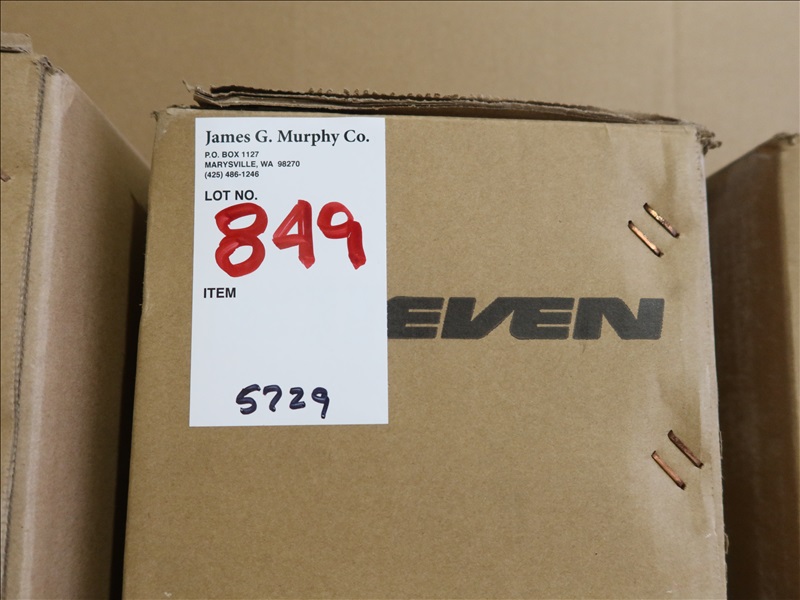 James G. Murphy Co.
P.O. BOX 1127
MARYSVILLE, WA 98270
(425) 486-1246
LOT NO.
849
ITEM
5729
EVEN